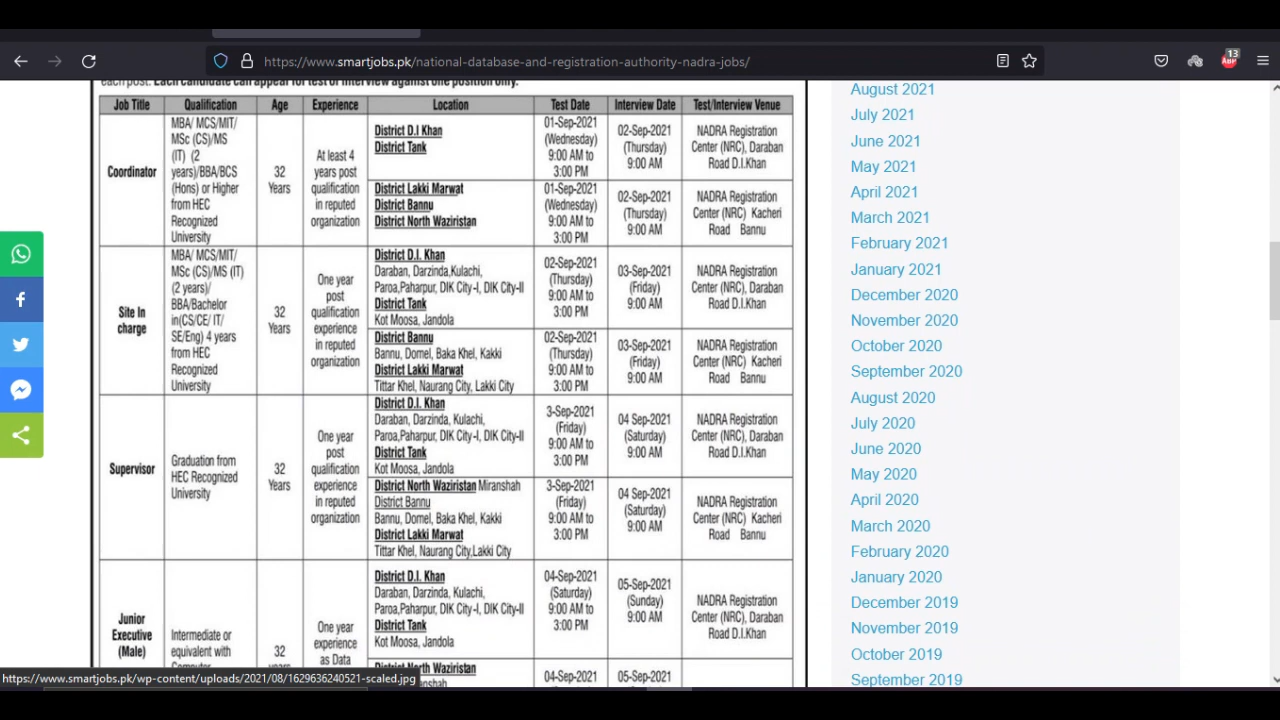 https://www.smartjobs.pk/national-database-and-registration-authority-nadra-jobs/
13
ABP
each post. Each candidate can appear for test or interview against one position only.
Job Title Qualification Age Experience Location Test Date Interview Date Test/Interview Venue
Coordinator
MBA/ MCS/MIT/
MSc (CS)/MS
(IT) (2
years)/BBA/BCS
(Hons) or Higher
from HEC
Recognized
University
32
Years
At least 4
years post
qualification
in reputed
organization
District D.I Khan
District Tank
01-Sep-2021
(Wednesday)
9:00 AM to
3:00 PM
02-Sep-2021
(Thursday)
9:00 AM
NADRA Registration
Center (NRC), Daraban
Road D.I.Khan
District Lakki Marwat
District Bannu
District North Waziristan
01-Sep-2021
(Wednesday)
9:00 AM to
3:00 PM
02-Sep-2021
(Thursday)
9:00 AM
NADRA Registration
Center (NRC) Kacheri
Road Bannu
Site In
charge
MBA/ MCS/MIT/
MSc (CS)/MS (IT)
(2 years)/
BBA/Bachelor
in(CS/CE/ IT/
SE/Eng) 4 years
from HEC
Recognized
University
32
Years
One year
post
qualification
experience
in reputed
organization
District D.I. Khan
Daraban, Darzinda,Kulachi,
Paroa,Paharpur, DIK City-I, DIK City-II
District Tank
Kot Moosa, Jandola
02-Sep-2021
(Thursday)
9:00 AM to
3:00 PM
03-Sep-2021
(Friday)
9:00 AM
NADRA Registration
Center (NRC), Daraban
Road D.I.Khan
District Bannu
Bannu, Domel, Baka Khel, Kakki
District Lakki Marwat
Tittar Khel, Naurang City, Lakki City
02-Sep-2021
(Thursday)
9:00 AM to
3:00 PM
03-Sep-2021
(Friday)
9:00 AM
NADRA Registration
Center (NRC) Kacheri
Road Bannu
Supervisor
Graduation from
HEC Recognized
University
32
Years
One year
post
qualification
experience
in reputed
organization
District D.I. Khan
Daraban, Darzinda, Kulachi,
Paroa,Paharpur, DIK City-I, DIK City-II
District Tank
Kot Moosa, Jandola
3-Sep-2021
(Friday)
9:00 AM to
3:00 PM
04 Sep-2021
(Saturday)
9:00 AM
NADRA Registration
Center (NRC), Daraban
Road D.I.Khan
District North Waziristan Miranshah
District Bannu
Bannu, Domel, Baka Khel, Kakki
District Lakki Marwat
Tittar Khel, Naurang City,Lakki City
3-Sep-2021
(Friday)
9:00 AM to
3:00 PM
04 Sep-2021
(Saturday)
9:00 AM
NADRA Registration
Center (NRC) Kacheri
Road Bannu
Junior
Executive
(Male)
Intermediate or
equivalent with
Computer
32
years
One year
experience
as Data
District D.I. Khan
Daraban, Darzinda, Kulachi,
Paroa,Paharpur, DIK City-I, DIK City-II
District Tank
Kot Moosa, Jandola
04-Sep-2021
(Saturday)
9:00 AM to
3:00 PM
05-Sep-2021
(Sunday)
9:00 AM
NADRA Registration
Center (NRC), Daraban
Road D.I.Khan
District North Waziristan
04-Sep-2021
05-Sep-2021
https://www.smartjobs.pk/wp-content/uploads/2021/08/1629636240521-scaled.jpg
August 2021
July 2021
June 2021
May 2021
April 2021
March 2021
February 2021
January 2021
December 2020
November 2020
October 2020
September 2020
August 2020
July 2020
June 2020
May 2020
April 2020
March 2020
February 2020
January 2020
December 2019
November 2019
October 2019
September 2019